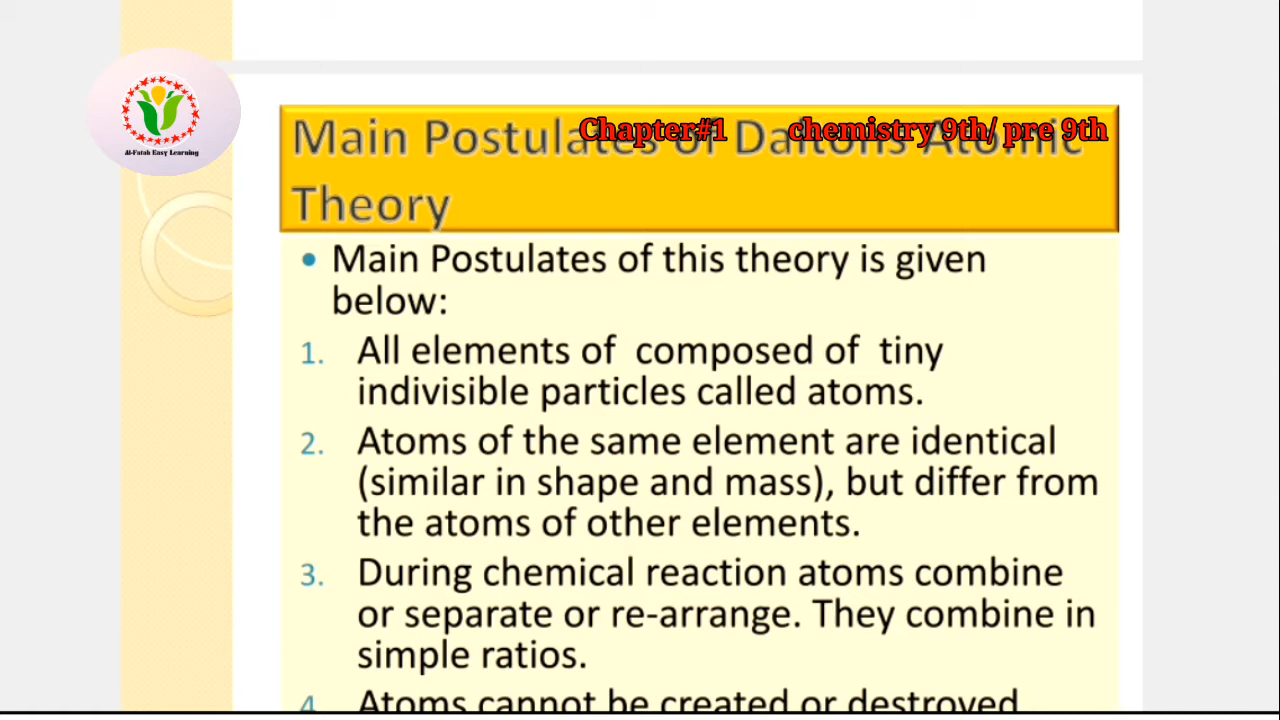 Al-Fatah Easy Learning
Chapter#1 chemistry 9th/ pre 9th
Main Postulates of Daltons Atomic
Theory
• Main Postulates of this theory is given
below:
1. All elements of composed of tiny
indivisible particles called atoms.
2. Atoms of the same element are identical
(similar in shape and mass), but differ from
the atoms of other elements.
3. During chemical reaction atoms combine
or separate or re-arrange. They combine in
simple ratios.
4. Atoms cannot be created or destroyed